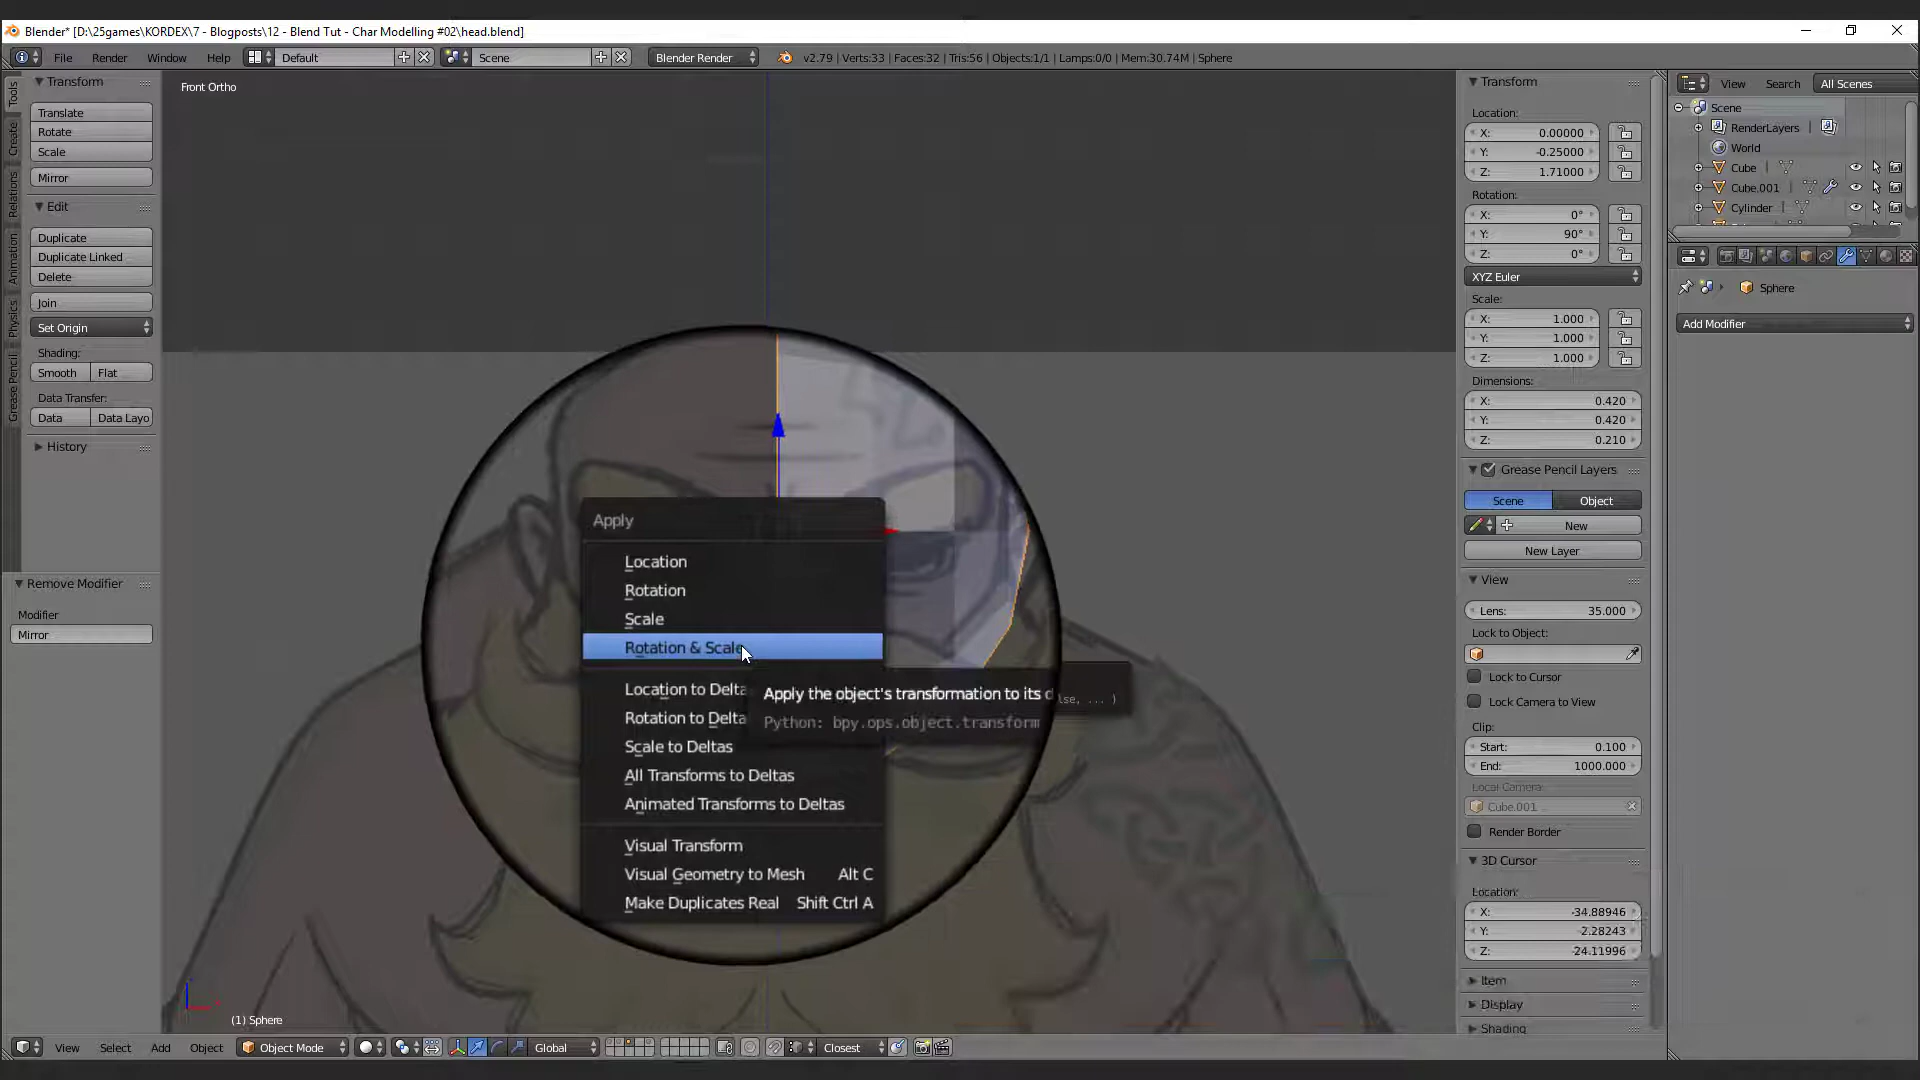 Blender* [D:\25games\KORDEX\7 - Blogposts\12 - Blend Tut - Char Modelling #02\head.blend]
File Render Window Help Default Scene Blender Render v2.79 | Verts:33 | Faces:32 | Tris:56 | Objects:1/1 | Lamps:0/0 | Mem:30.74M | Sphere
Tools
Create
Relations
Animation
Physics
Grease Pencil
Transform
Translate
Rotate
Scale
Mirror
Edit
Duplicate
Duplicate Linked
Delete
Join
Set Origin
Shading:
Smooth Flat
Data Transfer:
Data Data Layo
History
Remove Modifier
Modifier
Mirror
Front Ortho
Apply
Location
Rotation
Scale
Rotation & Scale
Location to Delta
Rotation to Delta
Scale to Deltas
All Transforms to Deltas
Animated Transforms to Deltas
Visual Transform
Visual Geometry to Mesh Alt C
Make Duplicates Real Shift Ctrl A
Apply the object's transformation to its d
Python: bpy.ops.object.transform
lse, ... )
(1) Sphere
View Select Add Object Object Mode Global Closest
Transform
Location:
X: 0.00000
Y: -0.25000
Z: 1.71000
Rotation:
X: 0°
Y: 90°
Z: 0°
XYZ Euler
Scale:
X: 1.000
Y: 1.000
Z: 1.000
Dimensions:
X: 0.420
Y: 0.420
Z: 0.210
Grease Pencil Layers
Scene Object
New
New Layer
View
Lens: 35.000
Lock to Object:
Lock to Cursor
Lock Camera to View
Clip:
Start: 0.100
End: 1000.000
Local Camera:
Cube.001
Render Border
3D Cursor
Location:
X: -34.88946
Y: -2.28243
Z: -24.11996
Item
Display
Shading
View Search All Scenes
Scene
RenderLayers
World
Cube
Cube.001
Cylinder
Sphere
Add Modifier